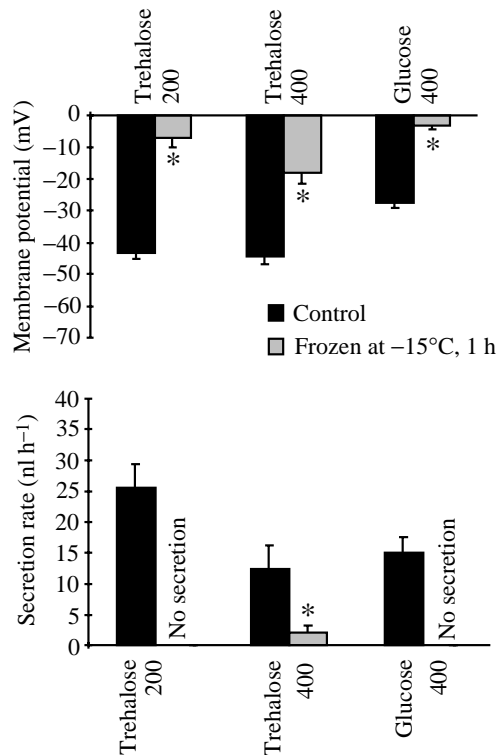 Trehalose
200
Trehalose
400
Glucose
400
Membrane potential (mV)
0
−10
−20
−30
−40
−50
−60
−70
*
*
*
Control
Frozen at −15°C, 1 h
Secretion rate (nl h−1)
40
35
30
25
20
15
10
5
0
No secretion
*
No secretion
Trehalose
200
Trehalose
400
Glucose
400